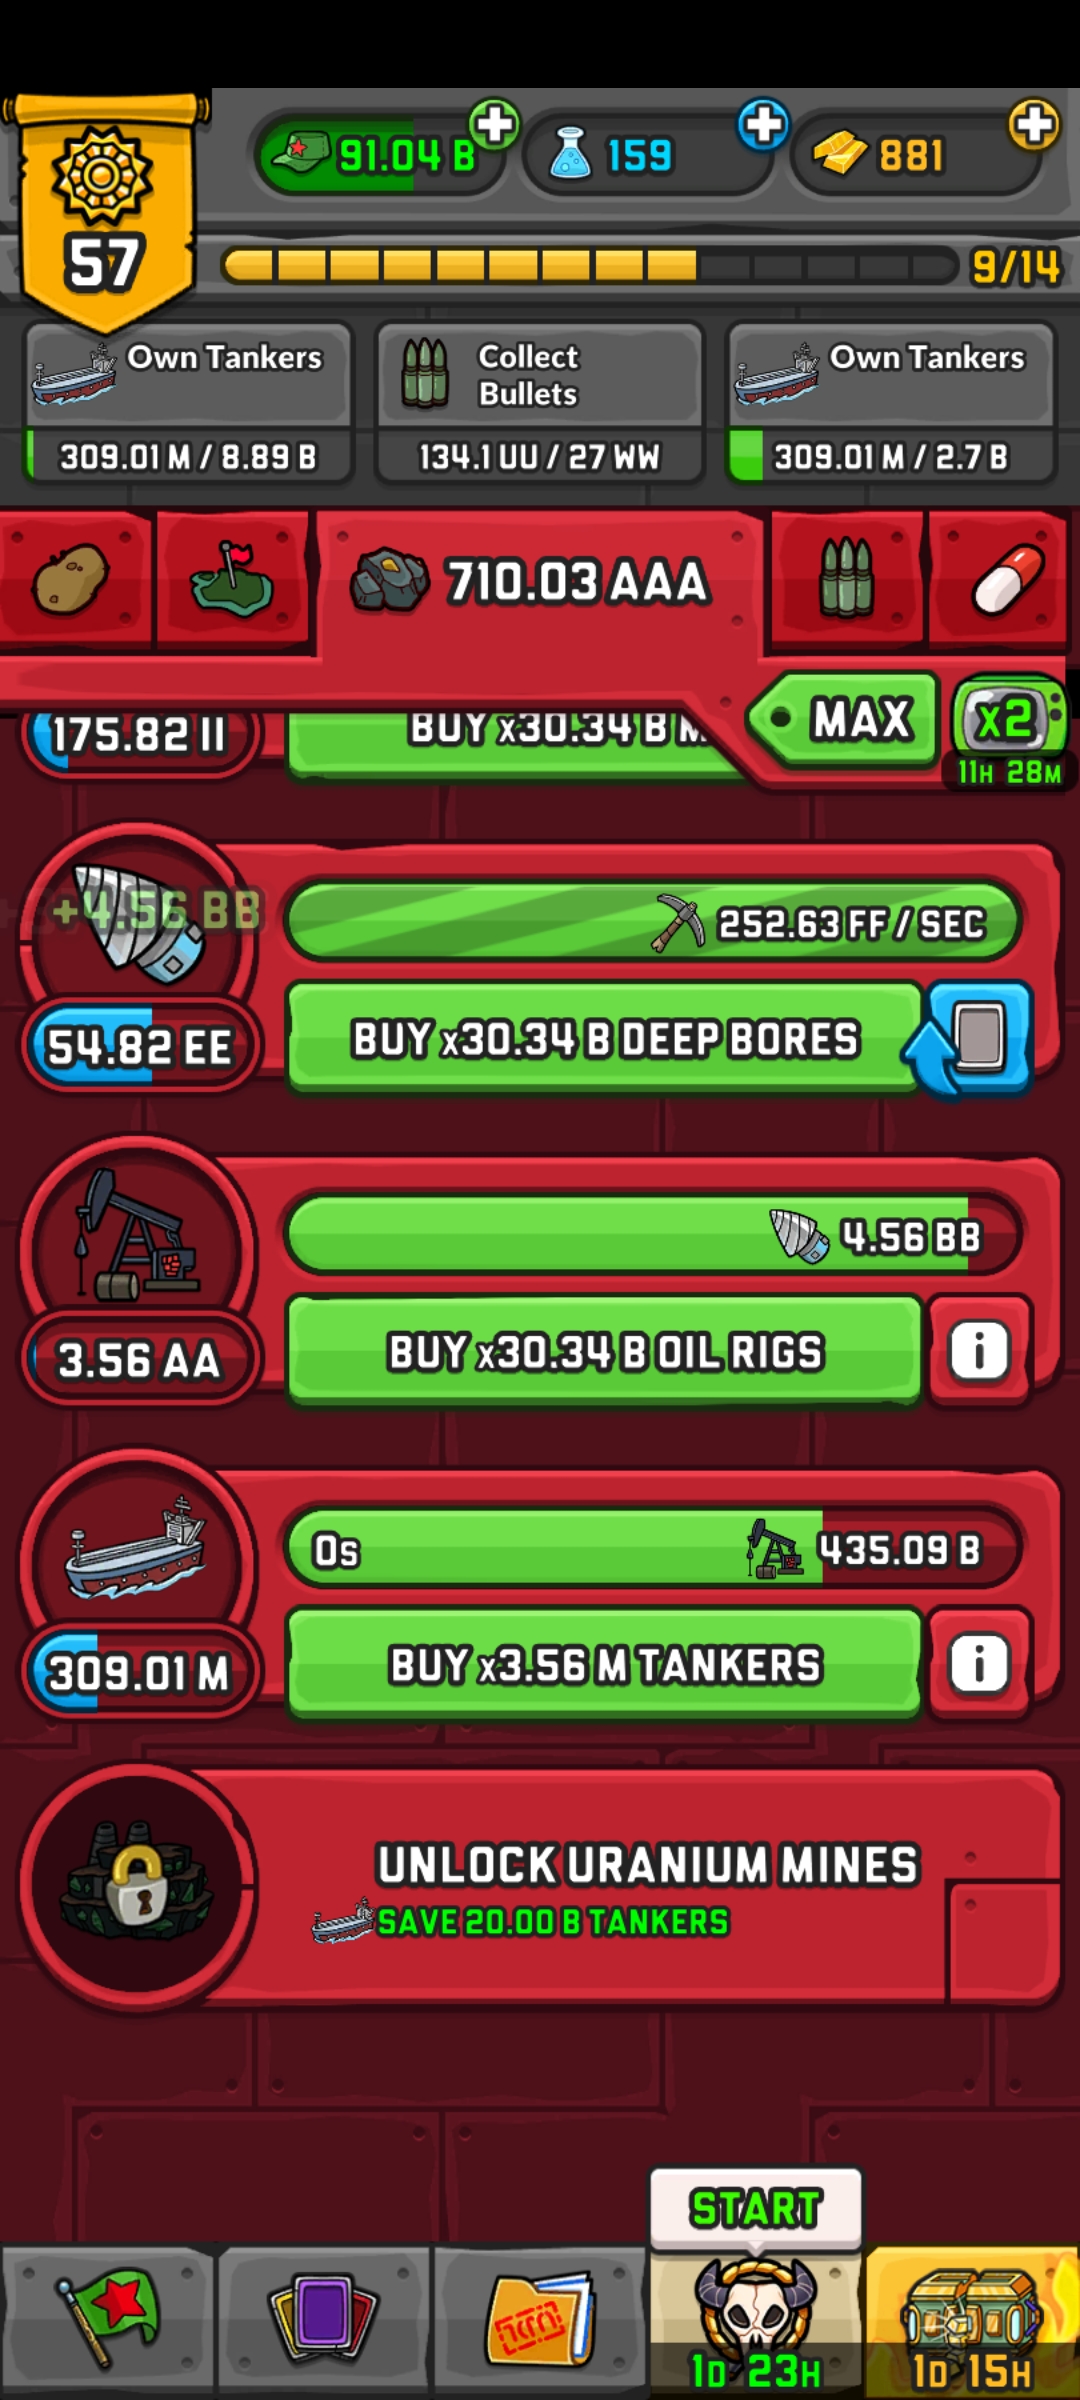 91.04 B
159
881
57
9/14
Own Tankers
309.01 M / 8.89 B
Collect
Bullets
134.1 UU / 27 WW
Own Tankers
309.01 M / 2.7 B
710.03 AAA
MAX
x2
11H 28M
175.82 II
BUY x30.34 B M
+4.56 BB
252.63 FF / SEC
54.82 EE
BUY x30.34 B DEEP BORES
4.56 BB
3.56 AA
BUY x30.34 B OIL RIGS
i
0s
435.09 B
309.01 M
BUY x3.56 M TANKERS
i
UNLOCK URANIUM MINES
SAVE 20.00 B TANKERS
START
1D 23H
1D 15H